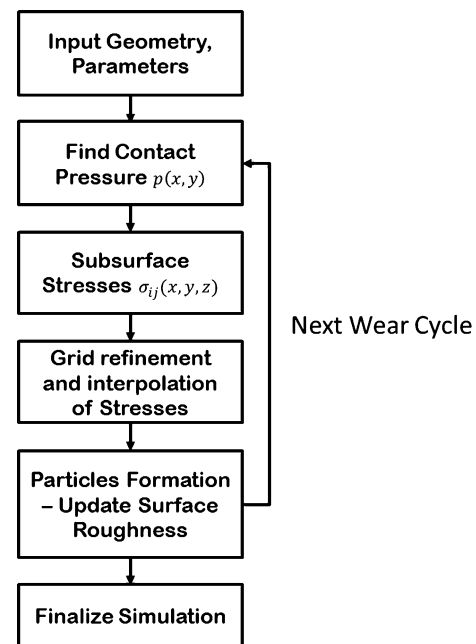 Input Geometry,
Parameters
Find Contact
Pressure p(x, y)
Subsurface
Stresses σij(x, y, z)
Next Wear Cycle
Grid refinement
and interpolation
of Stresses
Particles Formation
– Update Surface
Roughness
Finalize Simulation